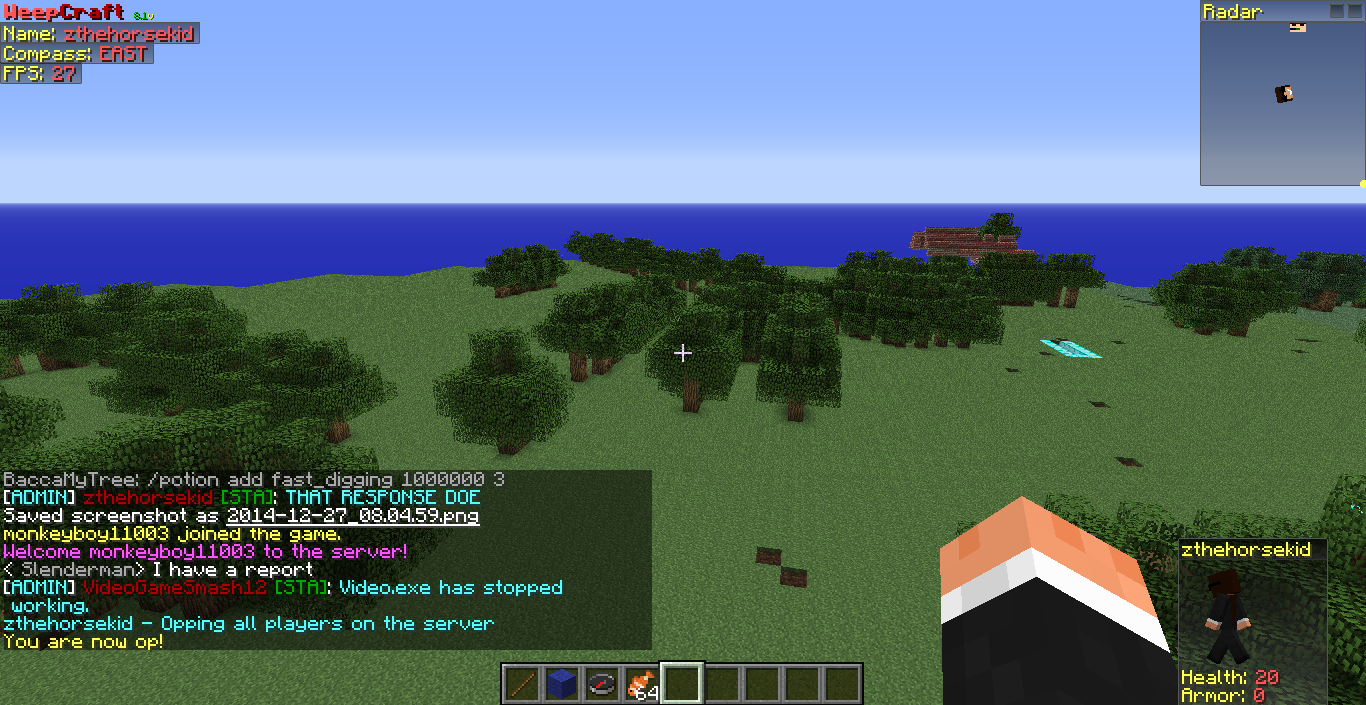 WeepCraft 8.1v
Name: zthehorsekid
Compass: EAST
FPS: 27
Radar
BaccaMyTree: /potion add fast_digging 1000000 3
[ADMIN] zthehorsekid [STA]: THAT RESPONSE DOE
Saved screenshot as 2014-12-27_08.04.59.png
monkeyboy11003 joined the game.
Welcome monkeyboy11003 to the server!
< Slenderman> I have a report
[ADMIN] VideoGameSmash12 [STA]: Video.exe has stopped
working.
zthehorsekid - Opping all players on the server
You are now op!
64
zthehorsekid
Health: 20
Armor: 0